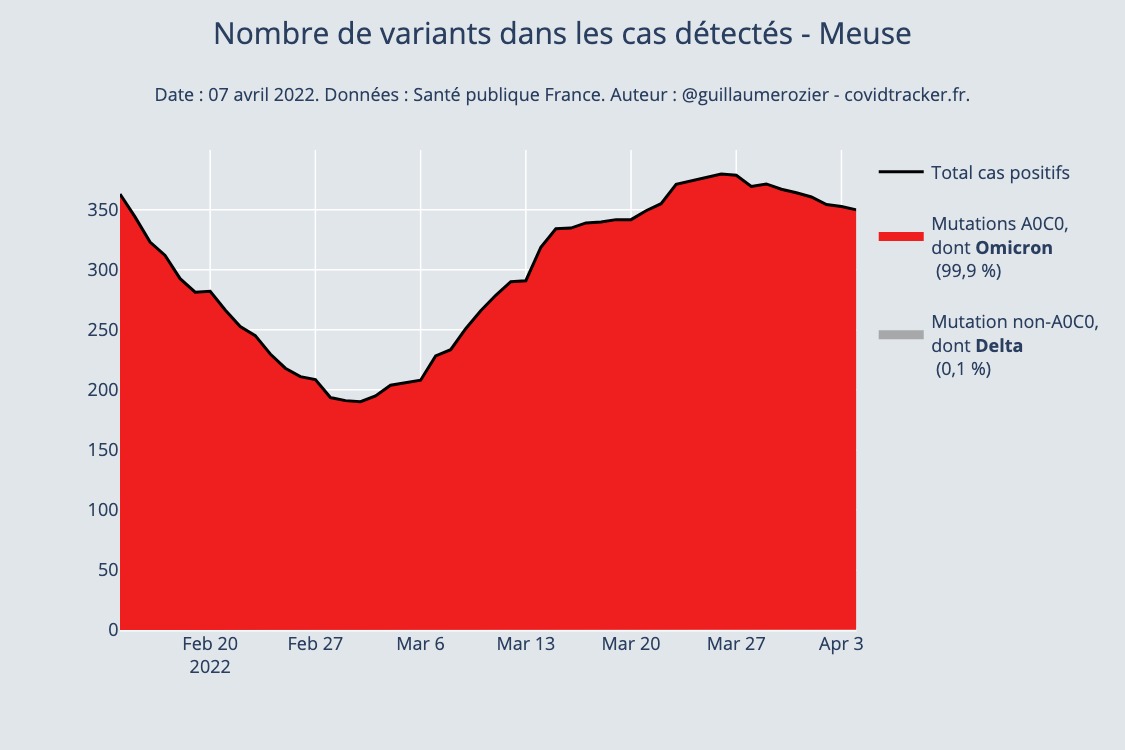 Nombre de variants dans les cas détectés - Meuse
Date : 07 avril 2022. Données : Santé publique France. Auteur : @guillaumerozier - covidtracker.fr.
Total cas positifs
Mutations A0C0,
dont Omicron
(99,9 %)
Mutation non-A0C0,
dont Delta
(0,1 %)
350
300
250
200
150
100
50
0
Feb 20
2022
Feb 27
Mar 6
Mar 13
Mar 20
Mar 27
Apr 3